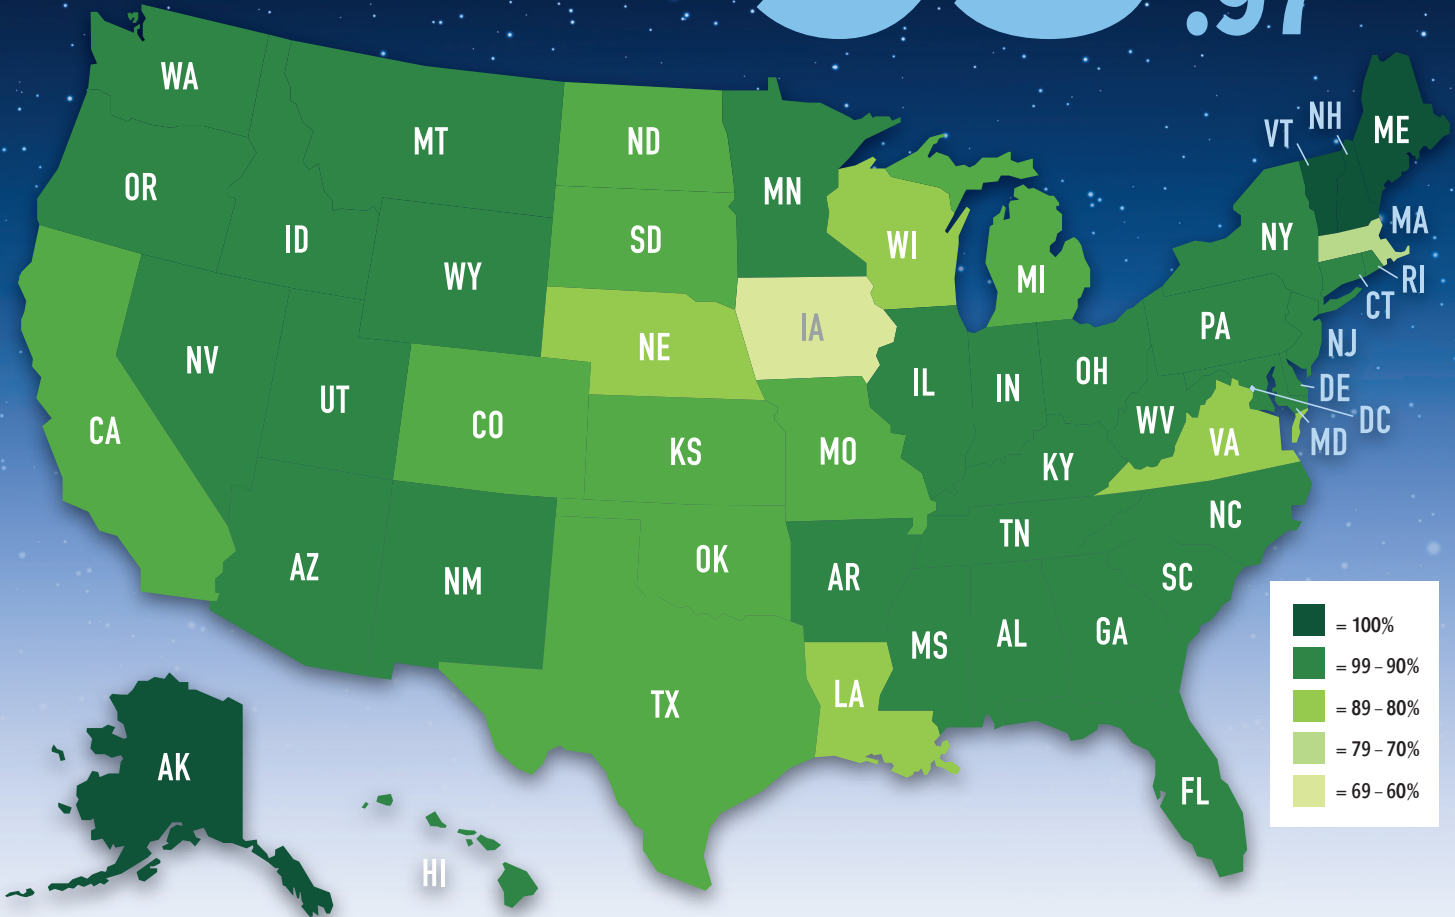 .97
WA
MT
ND
MN
OR
ID
WY
SD
WI
MI
VT
NH
ME
NY
MA
RI
CT
NV
UT
CO
NE
IA
IL
IN
OH
PA
NJ
DE
DC
MD
CA
KS
MO
KY
WV
VA
AZ
NM
OK
AR
TN
NC
SC
TX
LA
MS
AL
GA
FL
AK
HI
= 100%
= 99 – 90%
= 89 – 80%
= 79 – 70%
= 69 – 60%